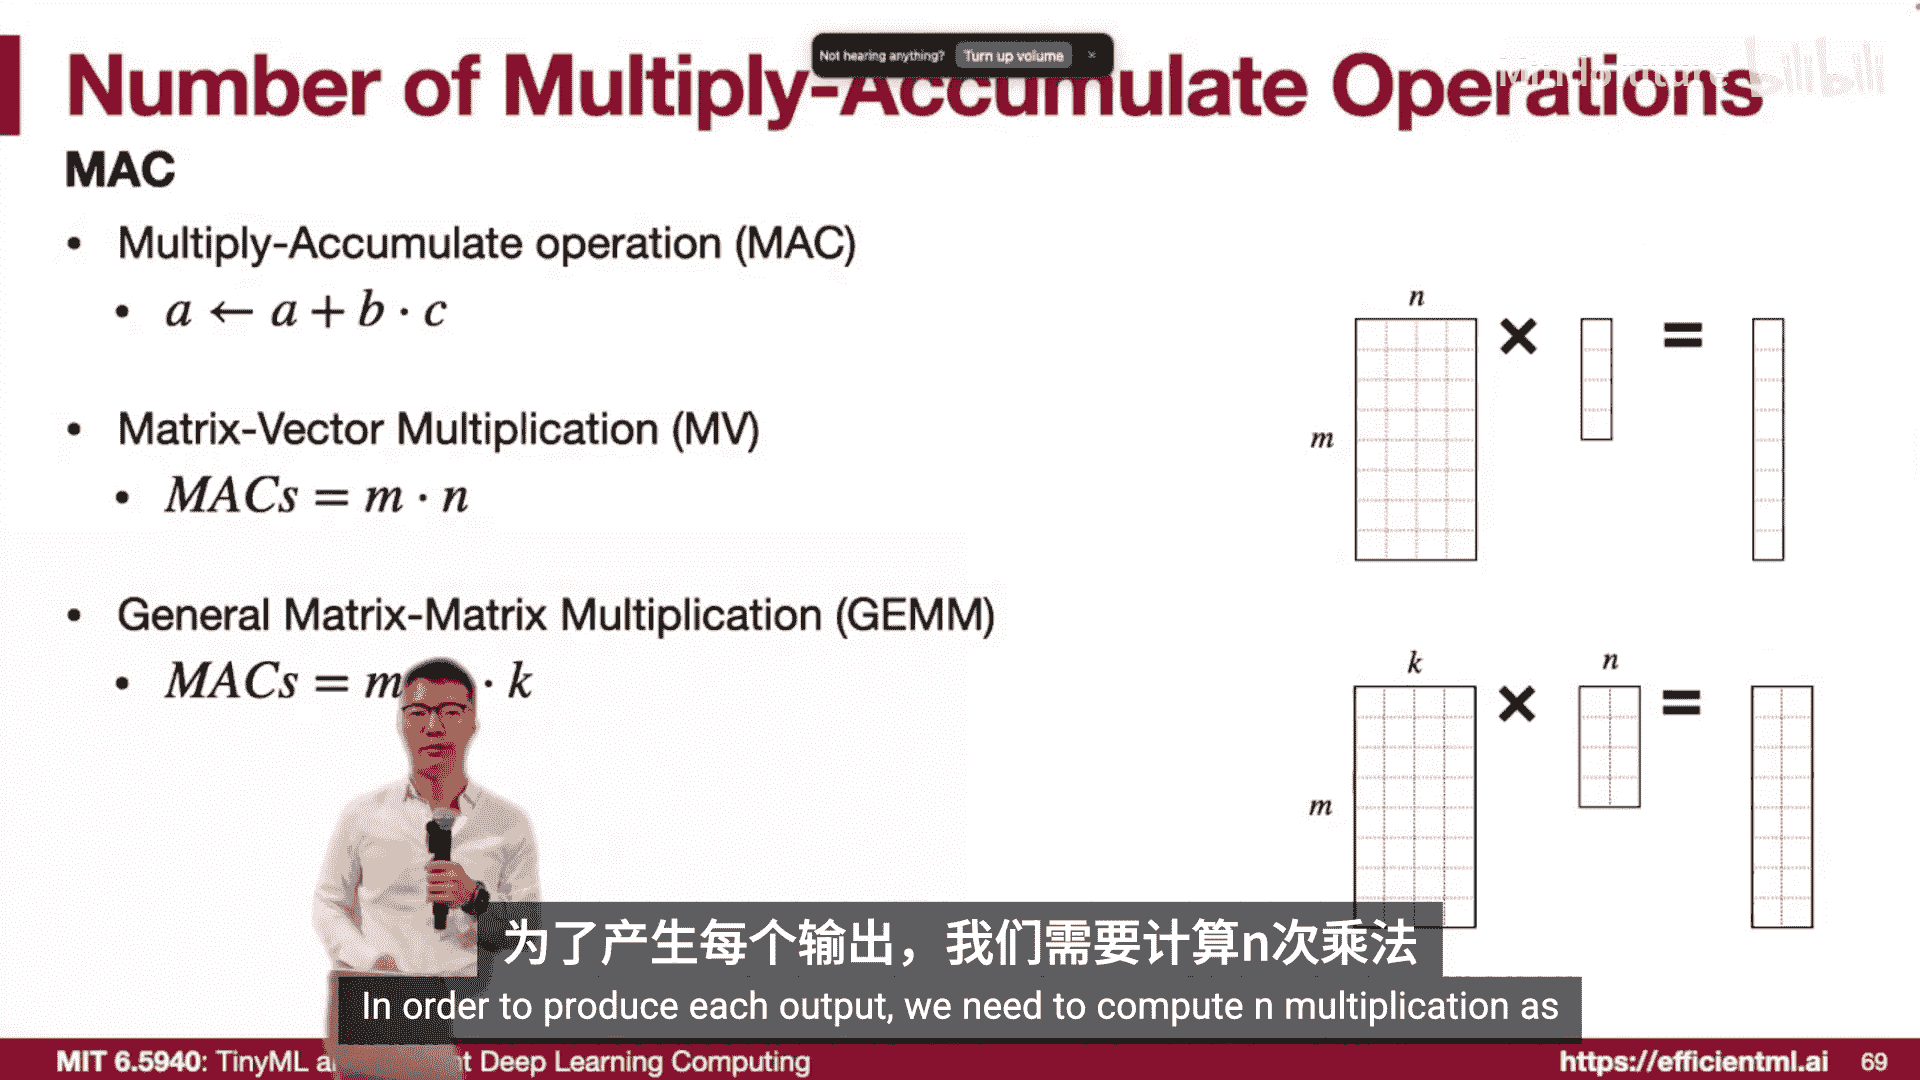 Not hearing anything? Turn up volume ×
bilibili
Number of Multiply-Accumulate Operations
MAC
• Multiply-Accumulate operation (MAC)
• a ← a + b · c
• Matrix-Vector Multiplication (MV)
• MACs = m · n
• General Matrix-Matrix Multiplication (GEMM)
• MACs = m · k
n
× =
m
k n
× =
m
为了产生每个输出，我们需要计算n次乘法
In order to produce each output, we need to compute n multiplication as
MIT 6.5940: TinyML Deep Learning Computing
https://efficientml.ai 69